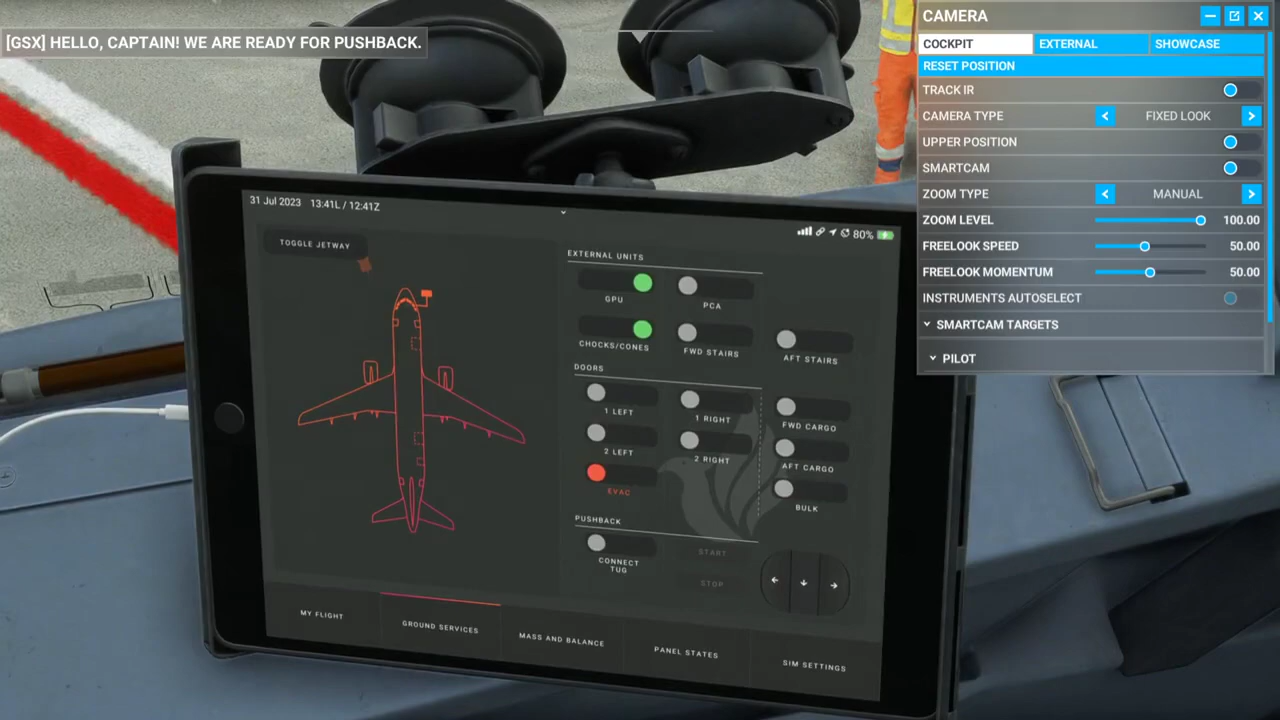 [GSX] HELLO, CAPTAIN! WE ARE READY FOR PUSHBACK.
CAMERA
COCKPIT
EXTERNAL
SHOWCASE
RESET POSITION
TRACK IR
CAMERA TYPE
FIXED LOOK
UPPER POSITION
SMARTCAM
ZOOM TYPE
MANUAL
ZOOM LEVEL
100.00
FREELOOK SPEED
50.00
FREELOOK MOMENTUM
50.00
INSTRUMENTS AUTOSELECT
SMARTCAM TARGETS
PILOT
31 Jul 2023 13:41L / 12:41Z
80%
TOGGLE JETWAY
EXTERNAL UNITS
GPU
PCA
CHOCKS/CONES
FWD STAIRS
AFT STAIRS
DOORS
1 LEFT
1 RIGHT
FWD CARGO
2 LEFT
2 RIGHT
AFT CARGO
EVAC
BULK
PUSHBACK
CONNECT
TUG
START
STOP
MY FLIGHT
GROUND SERVICES
MASS AND BALANCE
PANEL STATES
SIM SETTINGS